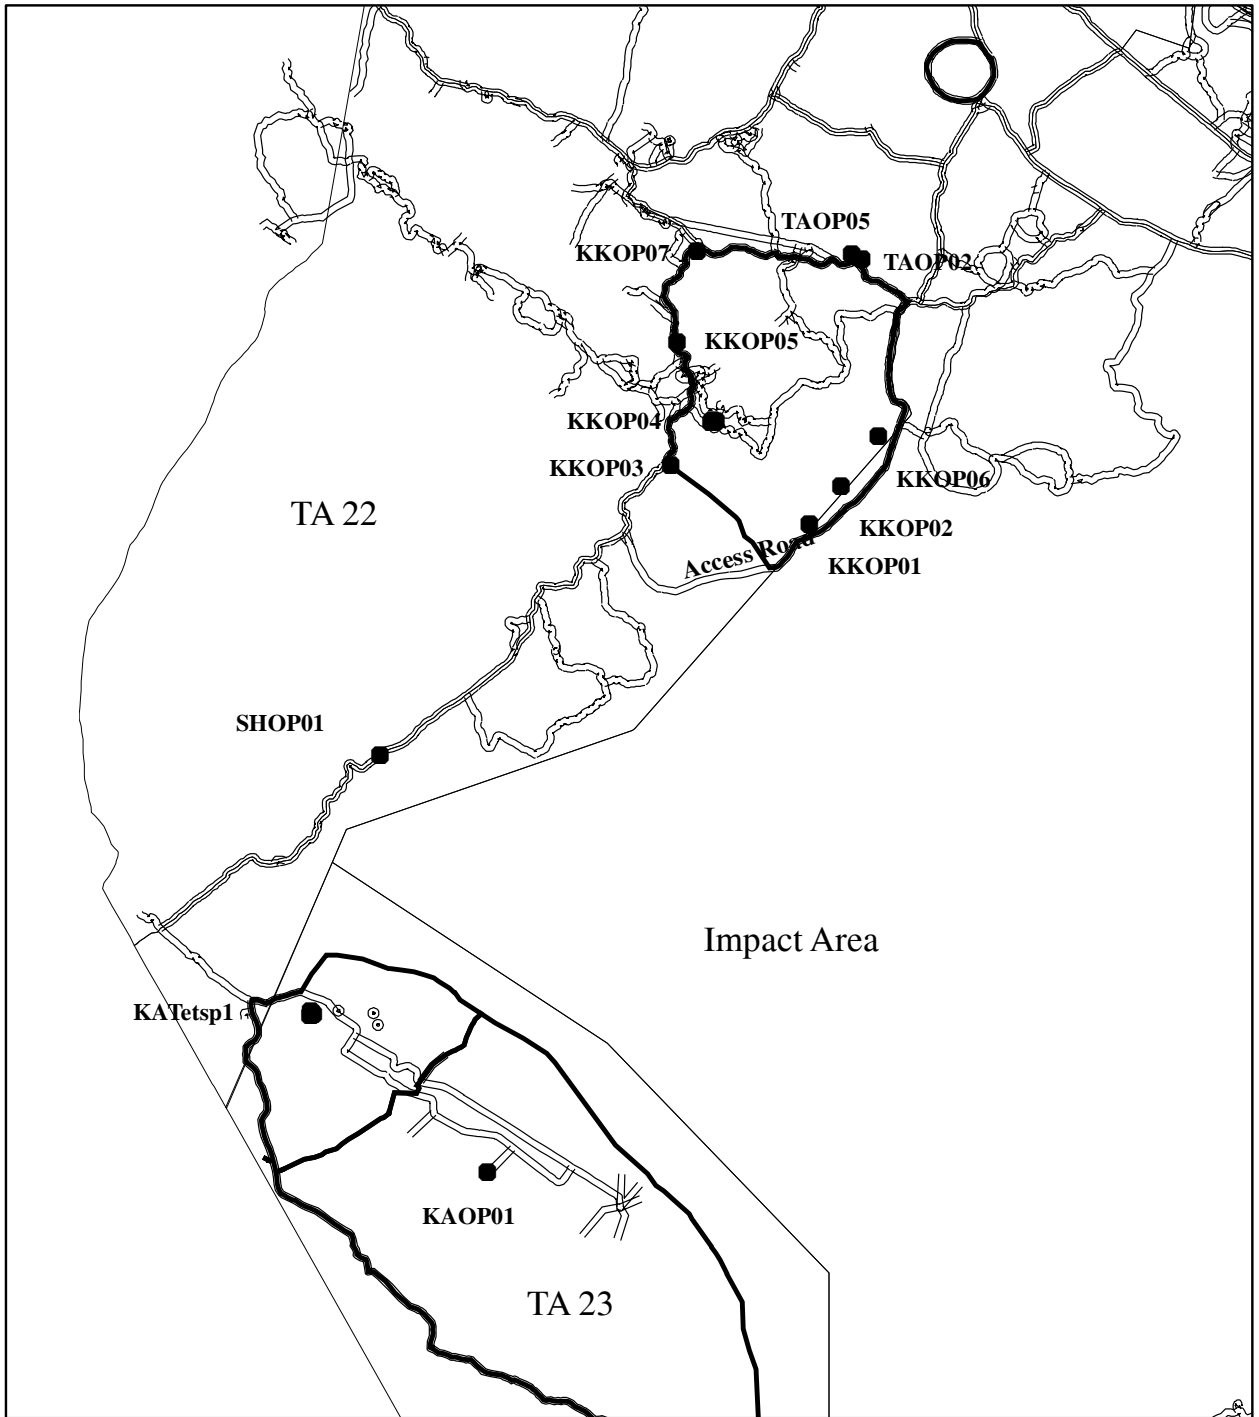 TAOP05
KKOP07
TAOP02
KKOP05
KKOP04
KKOP03
KKOP06
TA 22
KKOP02
Access Road
KKOP01
SHOP01
Impact Area
KATetsp1
KAOP01
TA 23